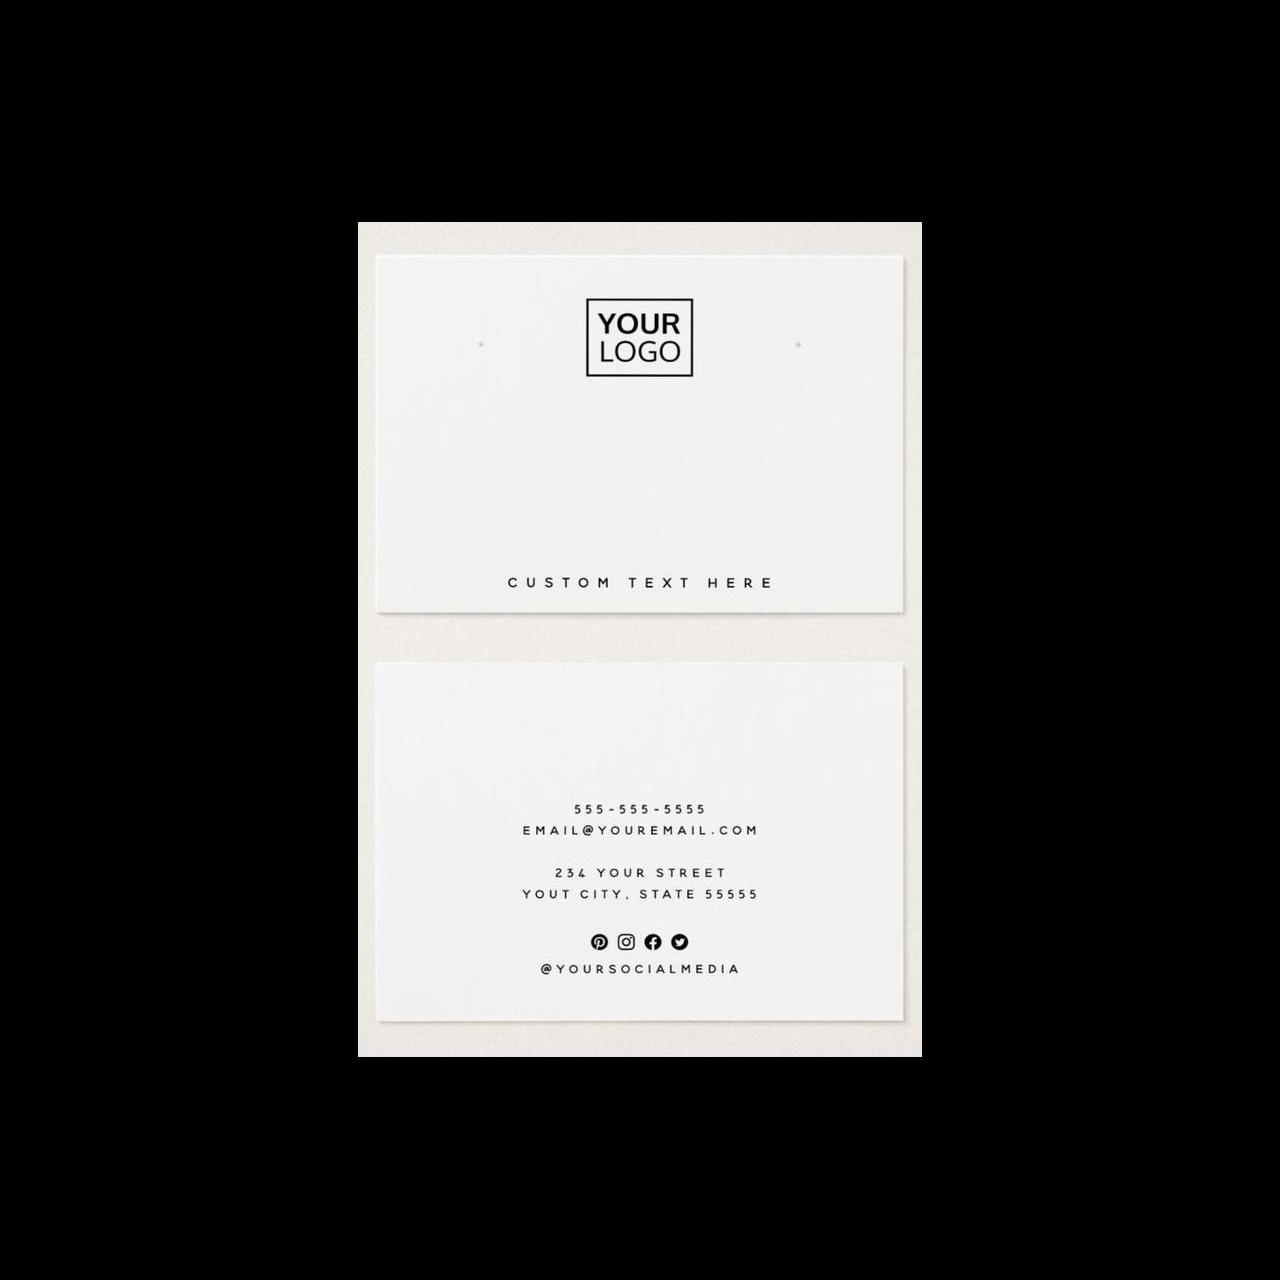 YOUR
LOGO
CUSTOM TEXT HERE
555-555-5555
EMAIL@YOUREMAIL.COM
234 YOUR STREET
YOUT CITY, STATE 55555
@YOURSOCIALMEDIA